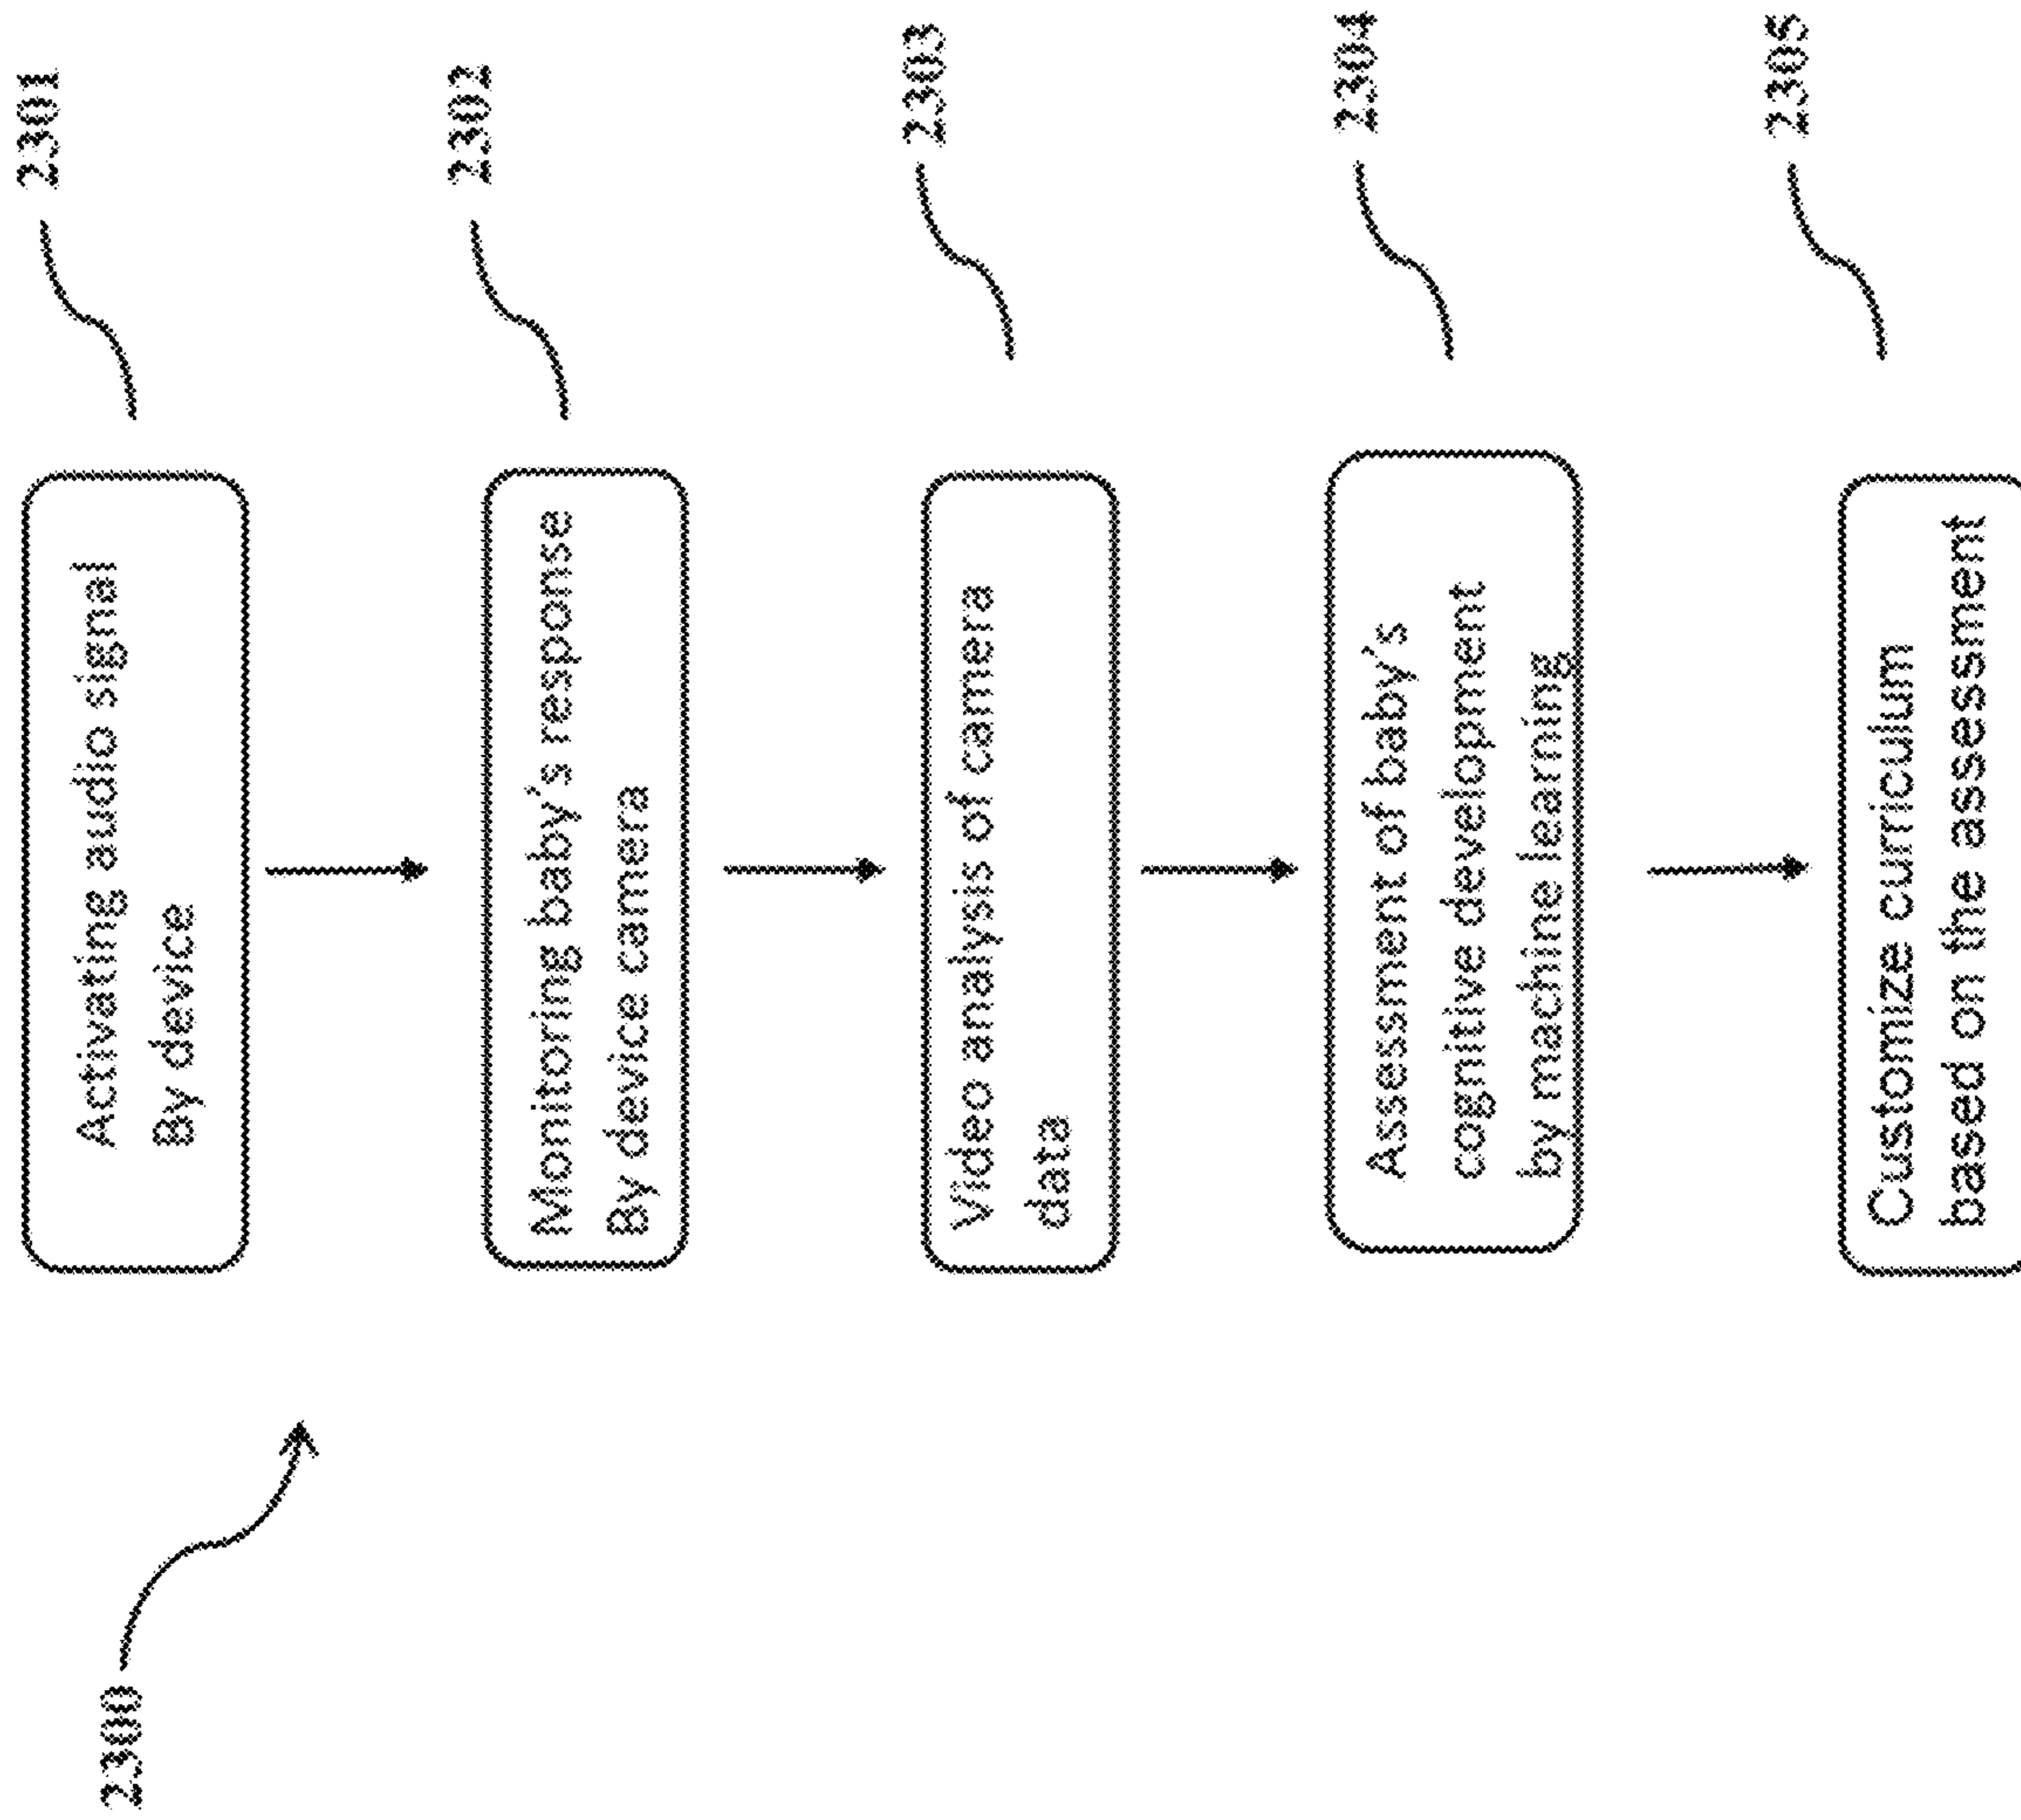 2300
Activating audio signal
By device
2301
Monitoring baby's response
By device camera
2302
Video analysis of camera
data
2303
Assessment of baby's
cognitive development
by machine learning
2304
Customize curriculum
based on the assessment
2305